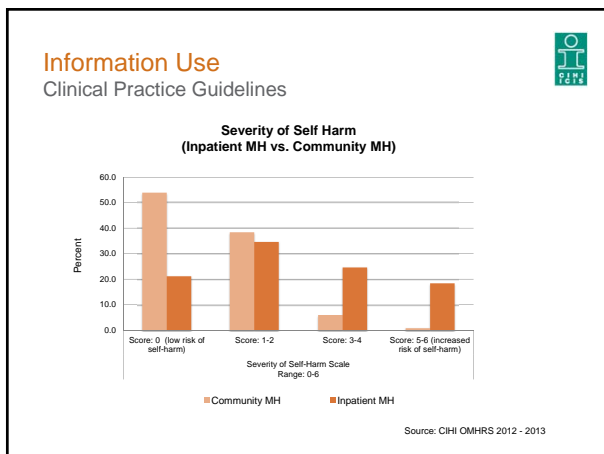 Information Use
Clinical Practice Guidelines
CIHI
ICIS
Severity of Self Harm
(Inpatient MH vs. Community MH)
60.0
50.0
40.0
30.0
20.0
10.0
0.0
Percent
Score: 0 (low risk of
self-harm)
Score: 1-2
Score: 3-4
Score: 5-6 (increased
risk of self-harm)
Severity of Self-Harm Scale
Range: 0-6
Community MH
Inpatient MH
Source: CIHI OMHRS 2012 - 2013